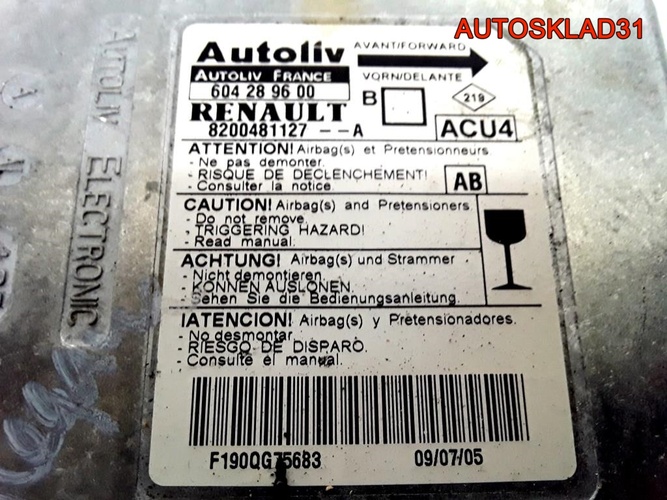 AUTOSKLAD31
Autoliv
AVANT/FORWARD
AUTOLIV FRANCE
VORN/DELANTE
604 28 96 00
B
219
RENAULT
8200481127 --A
ACU4
ATTENTION! Airbag(s) et Pretensionneurs
- Ne pas demonter.
- RISQUE DE DECLENCHEMENT!
- Consulter la notice.
AB
CAUTION! Airbag(s) and Pretensioners.
- Do not remove.
- TRIGGERING HAZARD!
- Read manual.
ACHTUNG! Airbag(s) und Strammer
- Nicht demontieren.
- KONNEN AUSLONEN.
- Sehen Sie die Bedienungsanleitung.
IATENCION! Airbag(s) y Pretensionadores.
- No desmontar.
- RIESGO DE DISPARO.
Consulte el manual.
F190QG75683
09/07/05
AUTOLIV ELECTRONIC